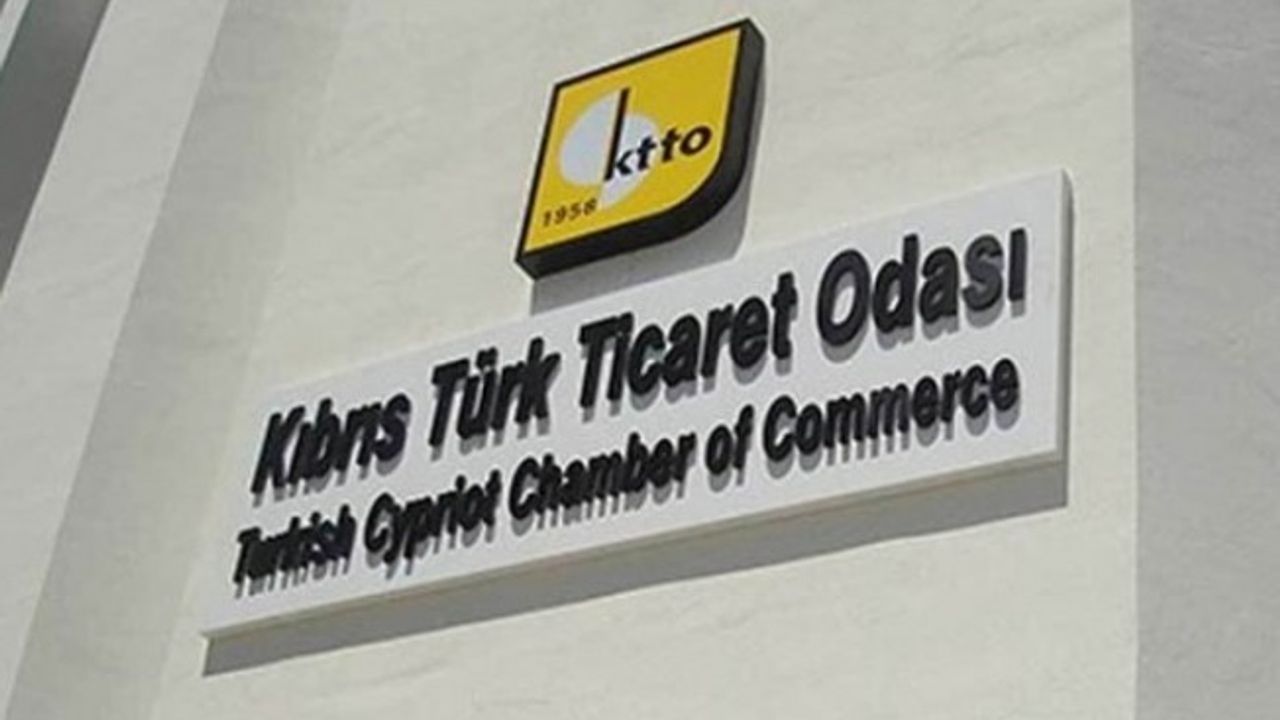 ktto
1958
Kıbrıs Türk Ticaret Odası
Turkish Cypriot Chamber of Commerce